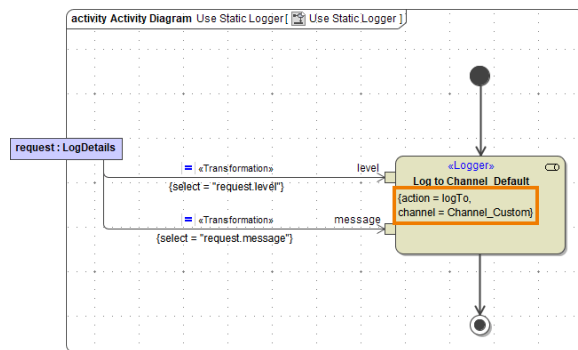 activity Activity Diagram Use Static Logger [ Use Static Logger ]
request : LogDetails
= «Transformation»
level
{select = "request.level"}
= «Transformation»
message
{select = "request.message"}
«Logger»
Log to Channel_Default
{action = logTo,
channel = Channel_Custom}